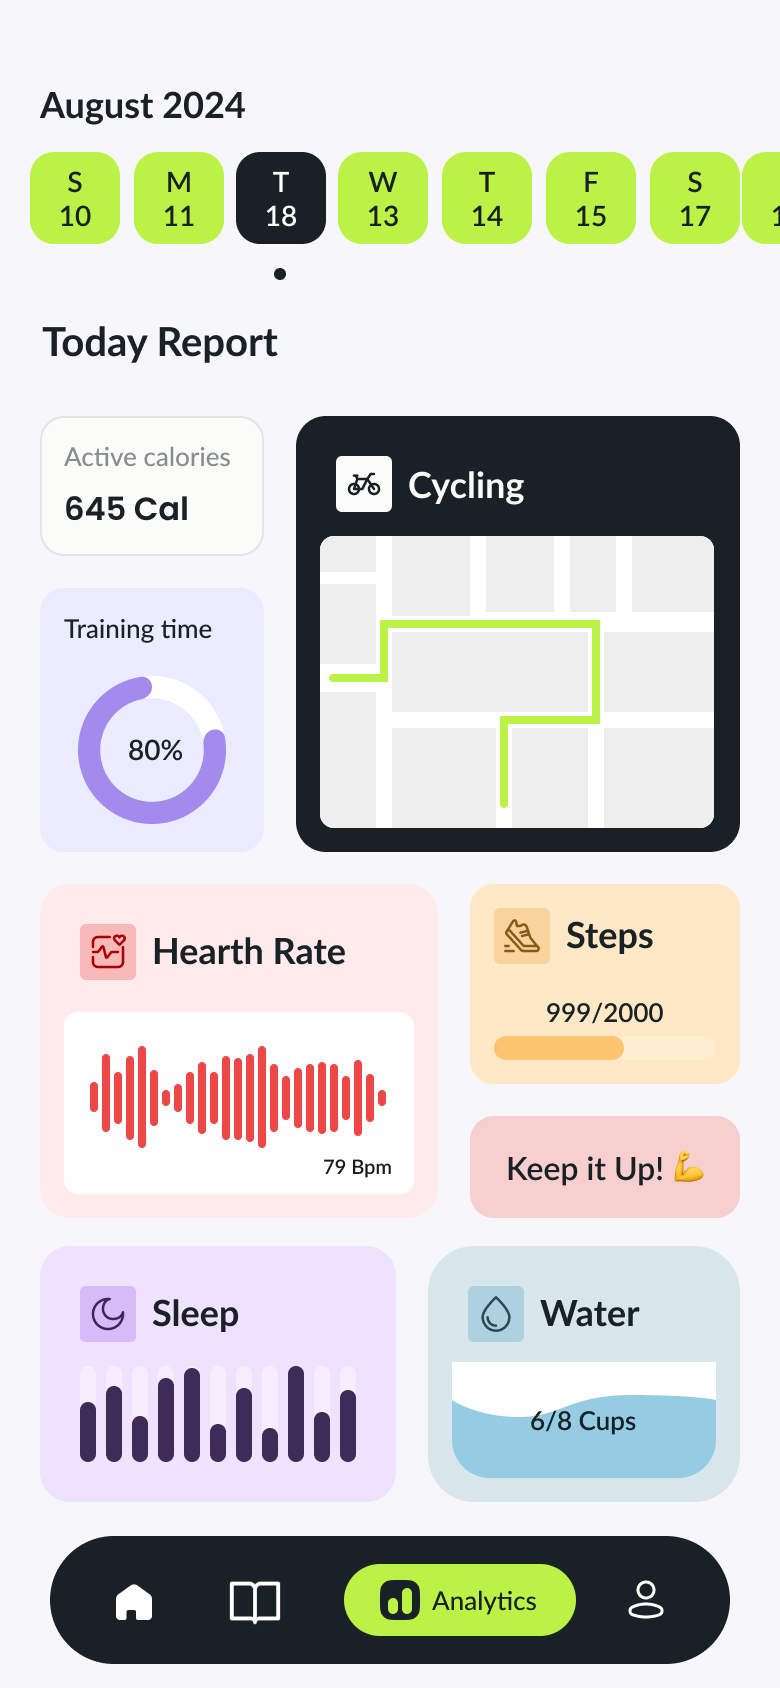 August 2024
S M T W T F S
10 11 18 13 14 15 17
Today Report
Active calories
645 Cal
Cycling
Training time
80%
Hearth Rate
79 Bpm
Steps
999/2000
Keep it Up! 💪
Sleep
Water
6/8 Cups
Analytics